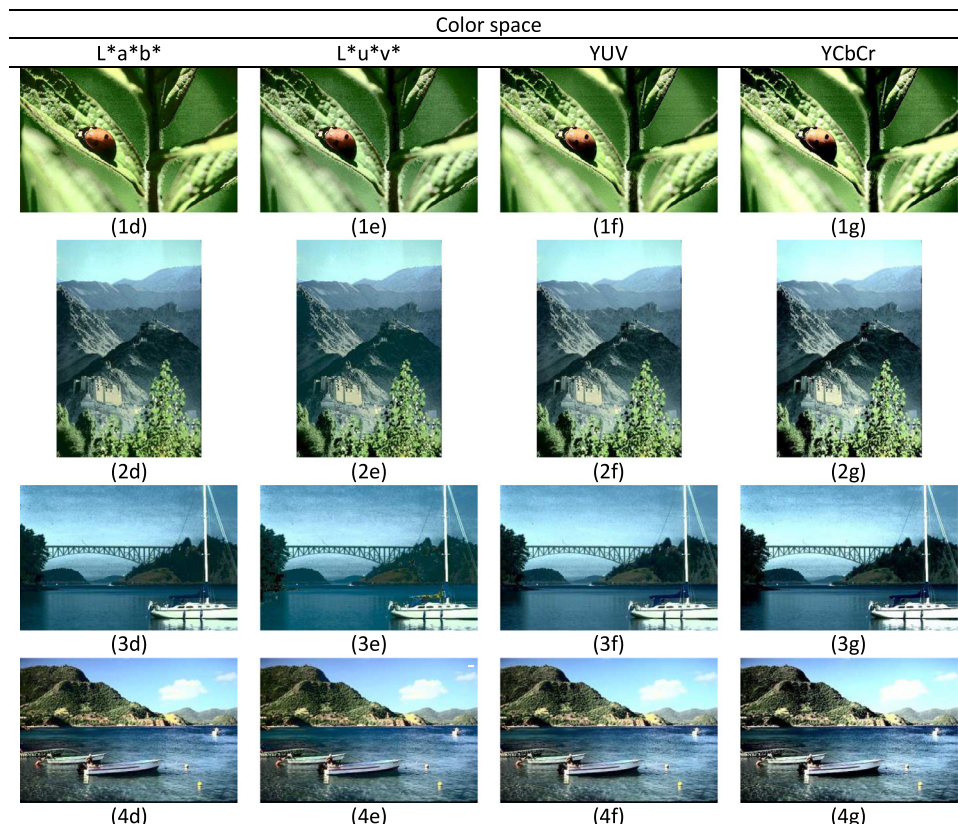 Color space
L*a*b* L*u*v* YUV YCbCr
(1d) (1e) (1f) (1g)
(2d) (2e) (2f) (2g)
(3d) (3e) (3f) (3g)
(4d) (4e) (4f) (4g)